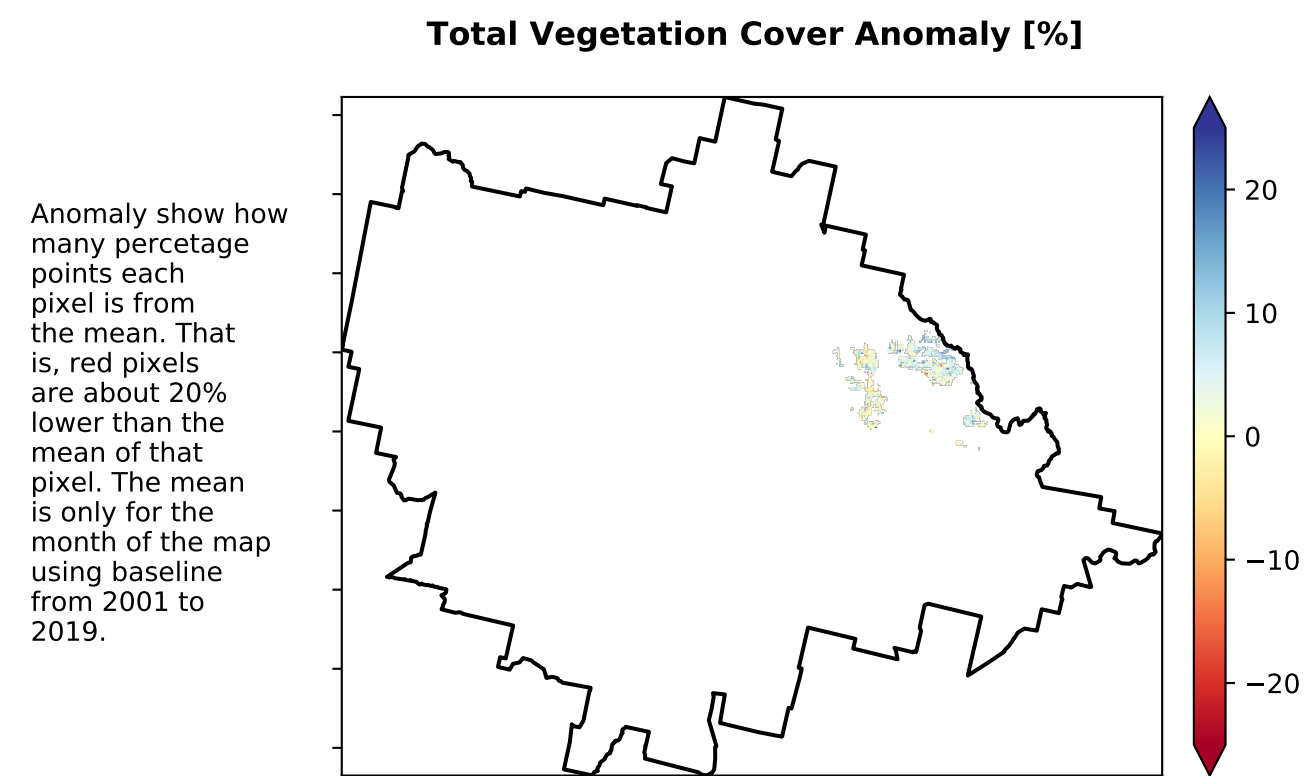 Total Vegetation Cover Anomaly [%]
Anomaly show how
many percetage
points each
pixel is from
the mean. That
is, red pixels
are about 20%
lower than the
mean of that
pixel. The mean
is only for the
month of the map
using baseline
from 2001 to
2019.
20
10
0
−10
−20